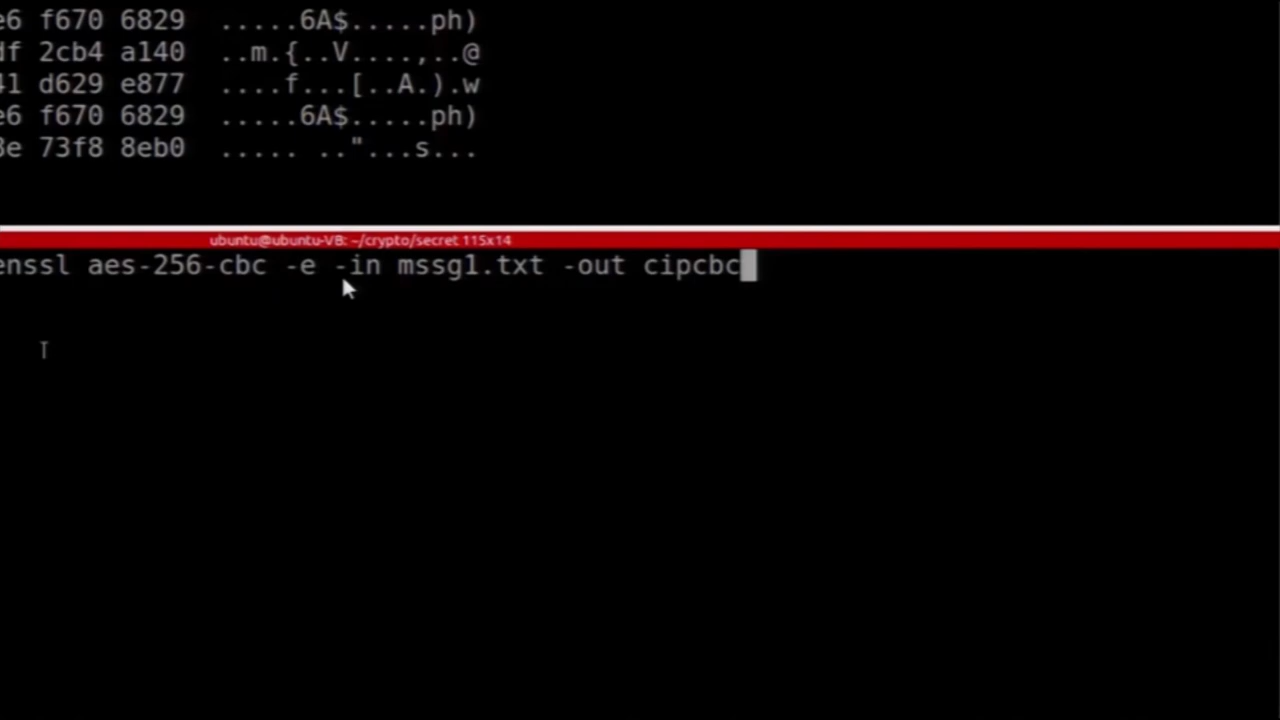 e6 f670 6829 .....6A$.....ph)
df 2cb4 a140 ..m.{..V....,..@
41 d629 e877 ....f...[..A.).w
e6 f670 6829 .....6A$.....ph)
8e 73f8 8eb0 ..... .."...s...
ubuntu@ubuntu-VB: ~/crypto/secret 115x14
enssl aes-256-cbc -e -in mssg1.txt -out cipcbc